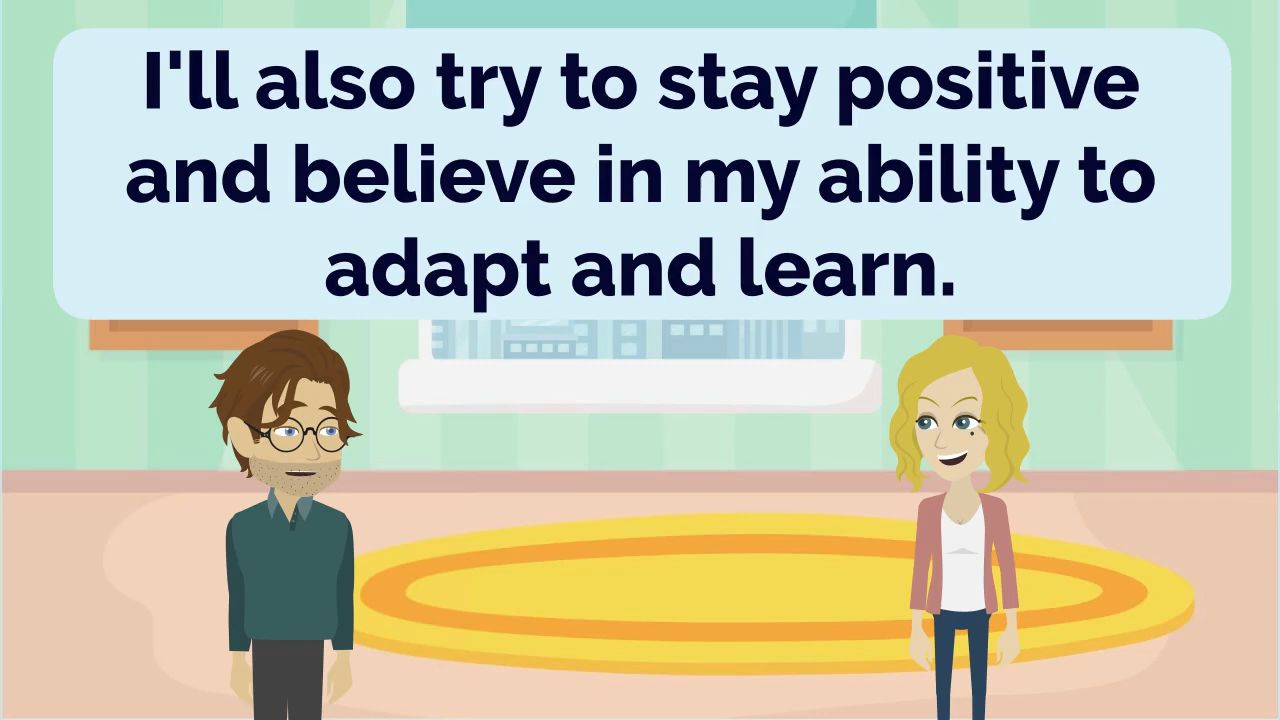 I'll also try to stay positive
and believe in my ability to
adapt and learn.